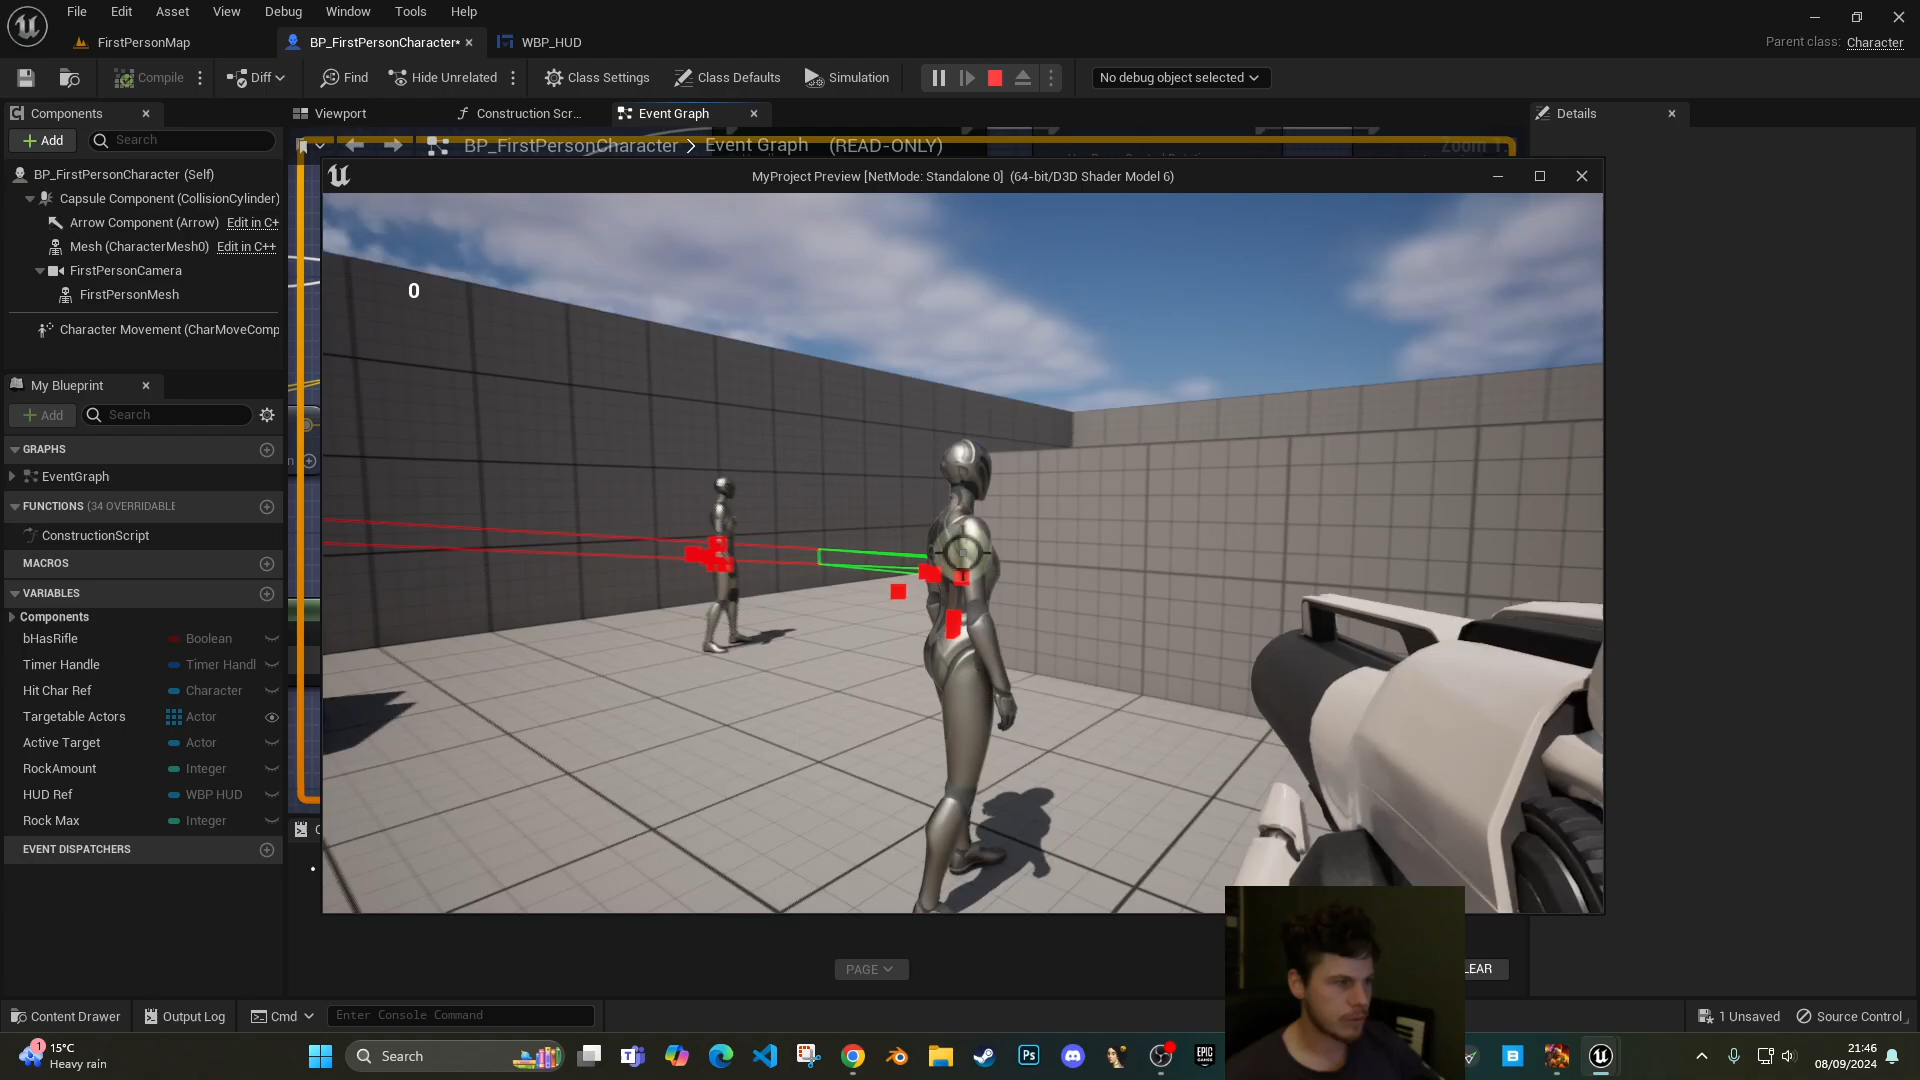 File Edit Asset View Debug Window Tools Help
FirstPersonMap BP_FirstPersonCharacter* WBP_HUD
Parent class: Character
Compile Diff Find Hide Unrelated Class Settings Class Defaults Simulation No debug object selected
Components Viewport Construction Scr... Event Graph Details
Add Search
BP_FirstPersonCharacter > Event Graph (READ-ONLY)
BP_FirstPersonCharacter (Self)
MyProject Preview [NetMode: Standalone 0] (64-bit/D3D Shader Model 6)
Capsule Component (CollisionCylinder)
Arrow Component (Arrow) Edit in C+
Mesh (CharacterMesh0) Edit in C++
FirstPersonCamera
FirstPersonMesh
0
Character Movement (CharMoveComp
My Blueprint
Add Search
GRAPHS
EventGraph
FUNCTIONS (34 OVERRIDABLE
ConstructionScript
MACROS
VARIABLES
Components
bHasRifle Boolean
Timer Handle Timer Handl
Hit Char Ref Character
Targetable Actors Actor
Active Target Actor
RockAmount Integer
HUD Ref WBP HUD
Rock Max Integer
EVENT DISPATCHERS
PAGE
LEAR
Content Drawer Output Log Cmd Enter Console Command 1 Unsaved Source Control
1
15°C
Heavy rain
Search
Ps
EPIC
21:46
08/09/2024